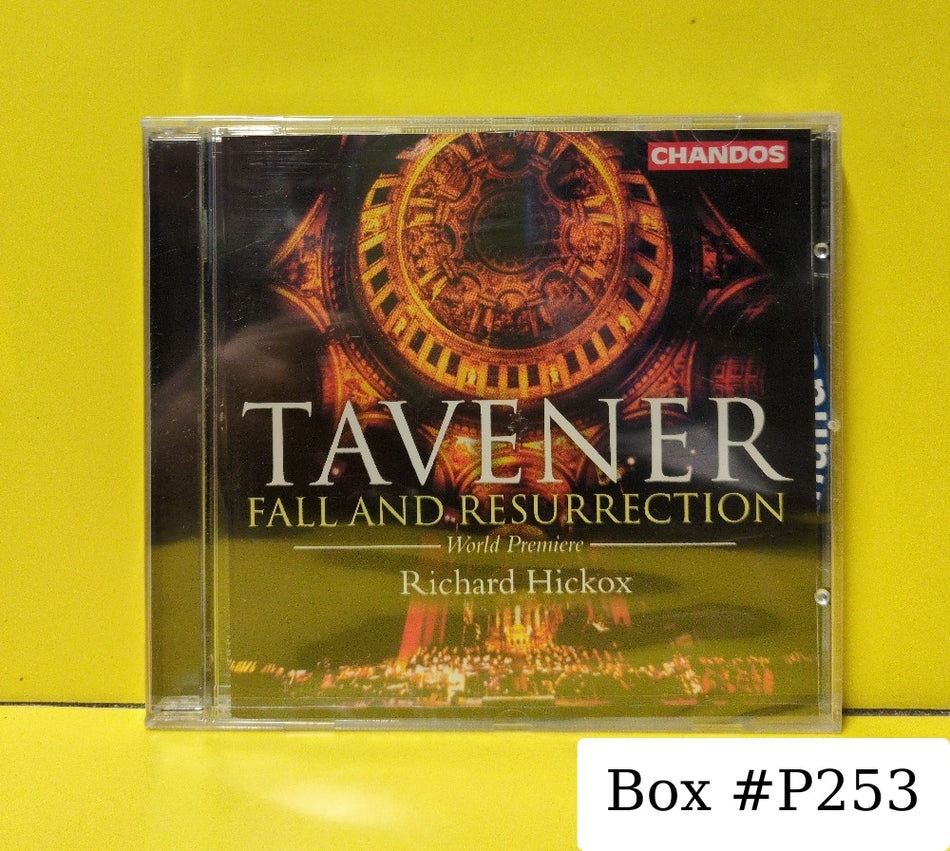 CHANDOS
TAVENER
FALL AND RESURRECTION
World Premiere
Richard Hickox
Box #P253